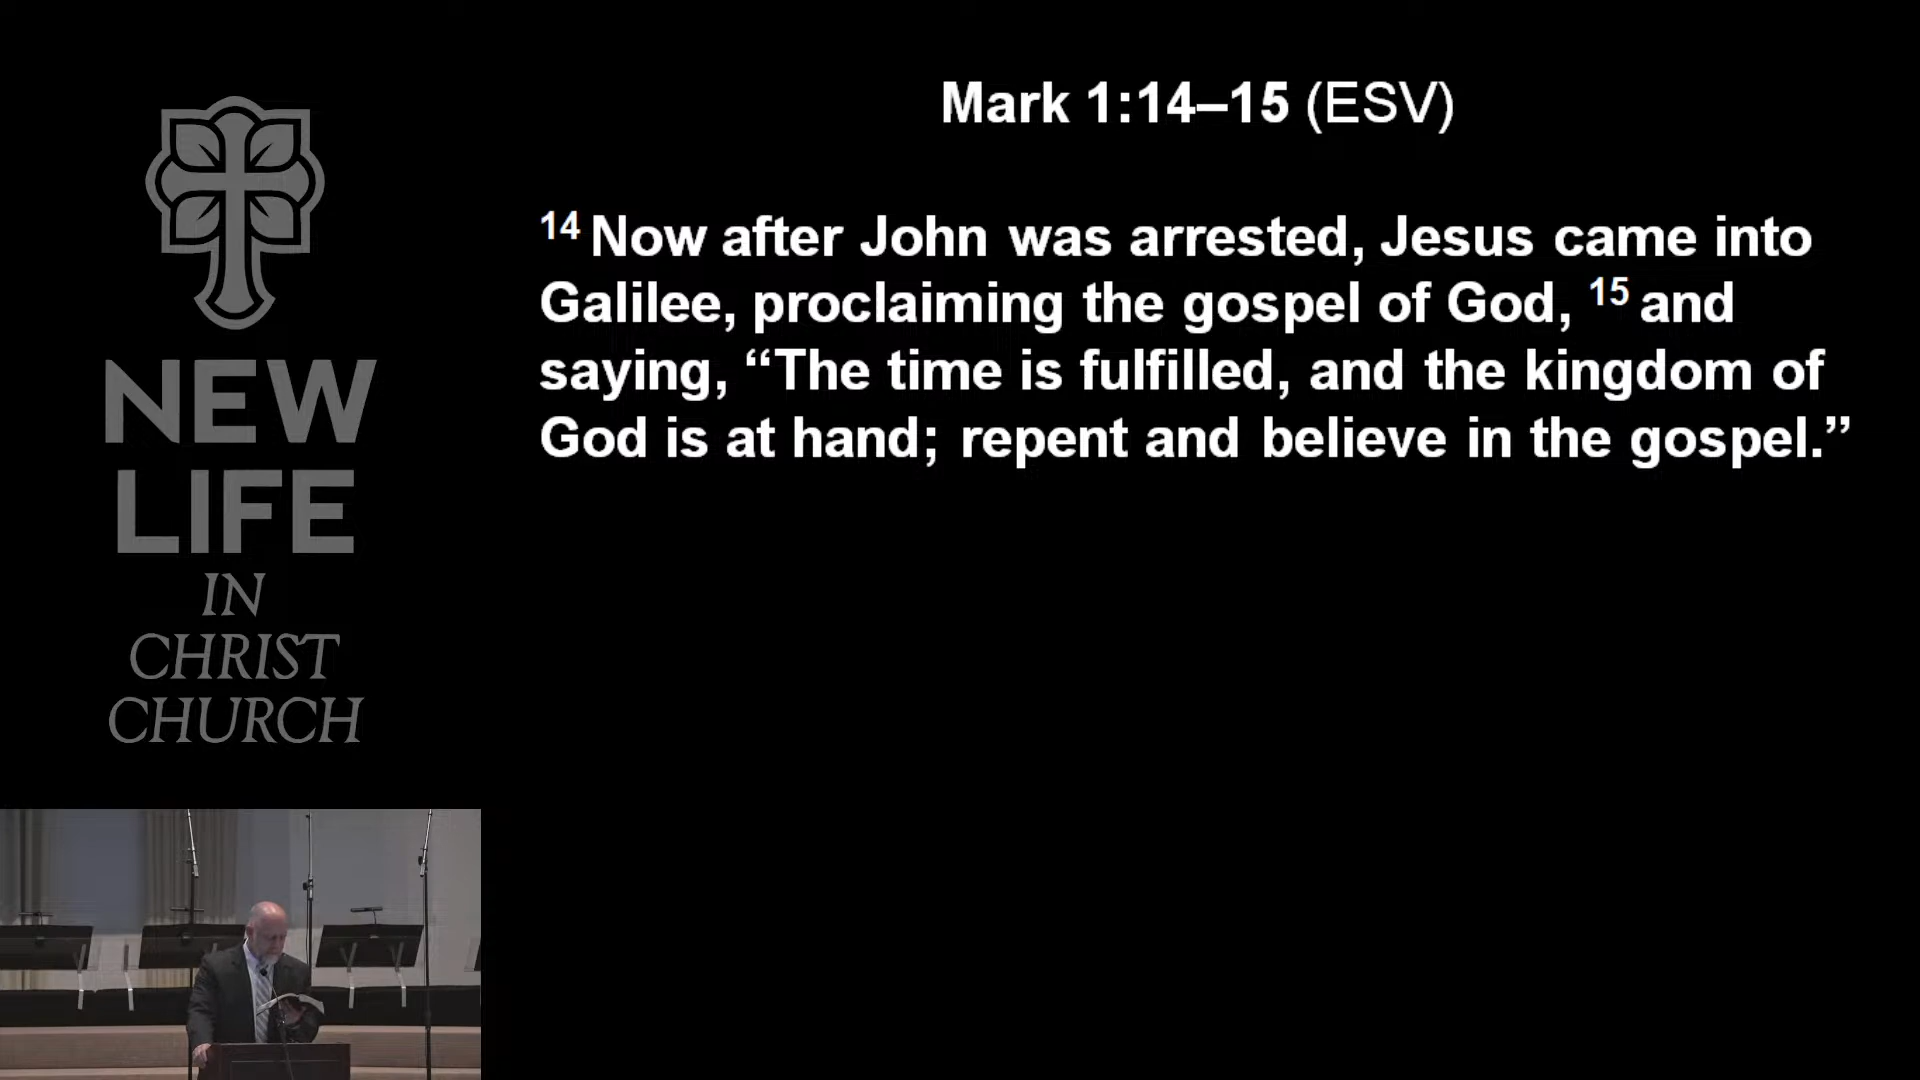 Mark 1:14–15 (ESV)
14 Now after John was arrested, Jesus came into
Galilee, proclaiming the gospel of God, 15 and
saying, “The time is fulfilled, and the kingdom of
God is at hand; repent and believe in the gospel.”
NEW
LIFE
IN
CHRIST
CHURCH